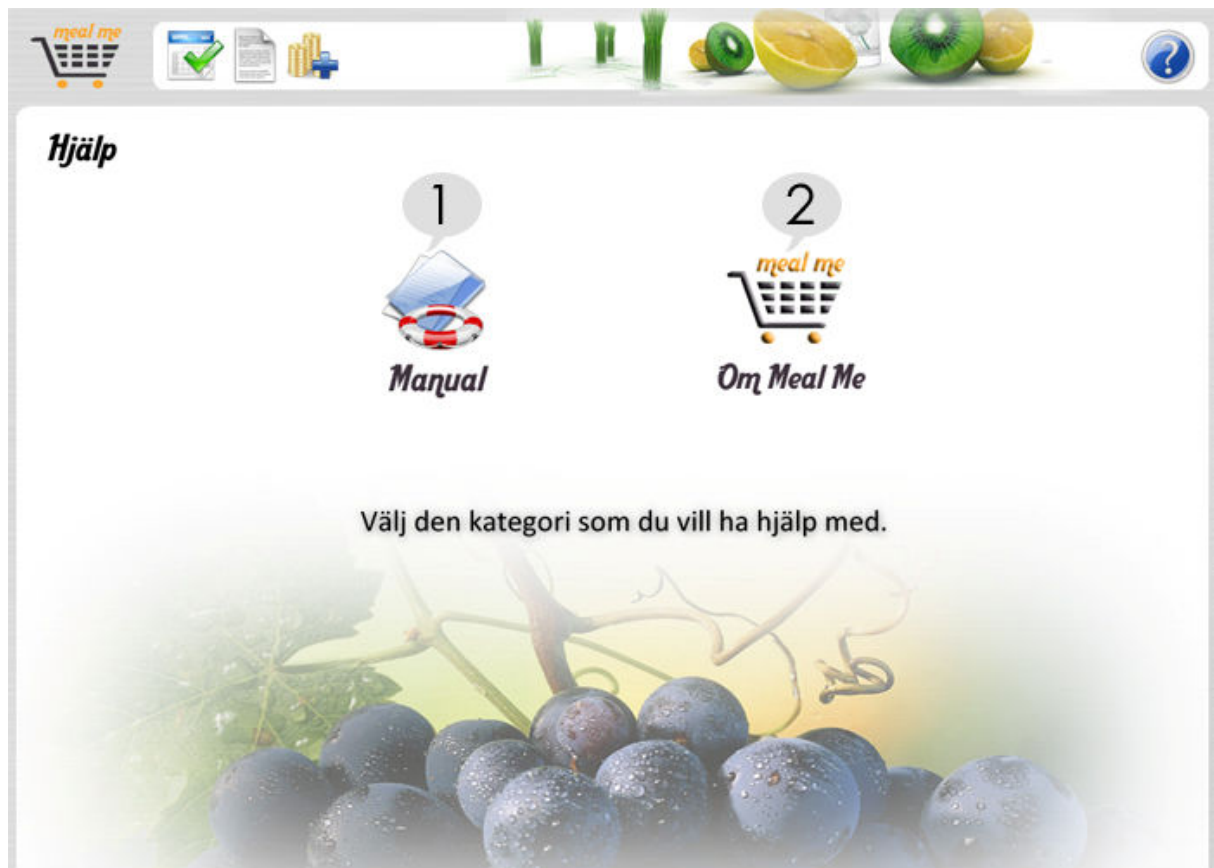 meal me
Hjälp
1
2
meal me
Manual
Om Meal Me
Välj den kategori som du vill ha hjälp med.